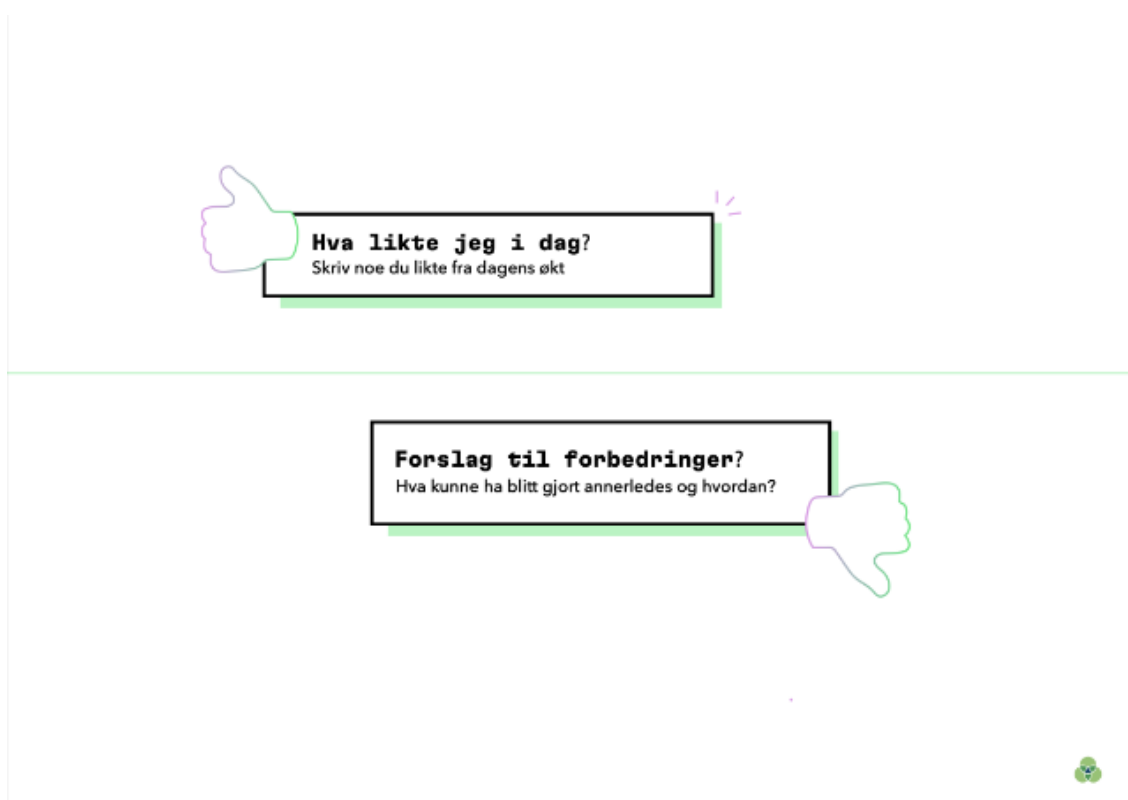 Hva likte jeg i dag?
Skriv noe du likte fra dagens økt
Forslag til forbedringer?
Hva kunne ha blitt gjort annerledes og hvordan?